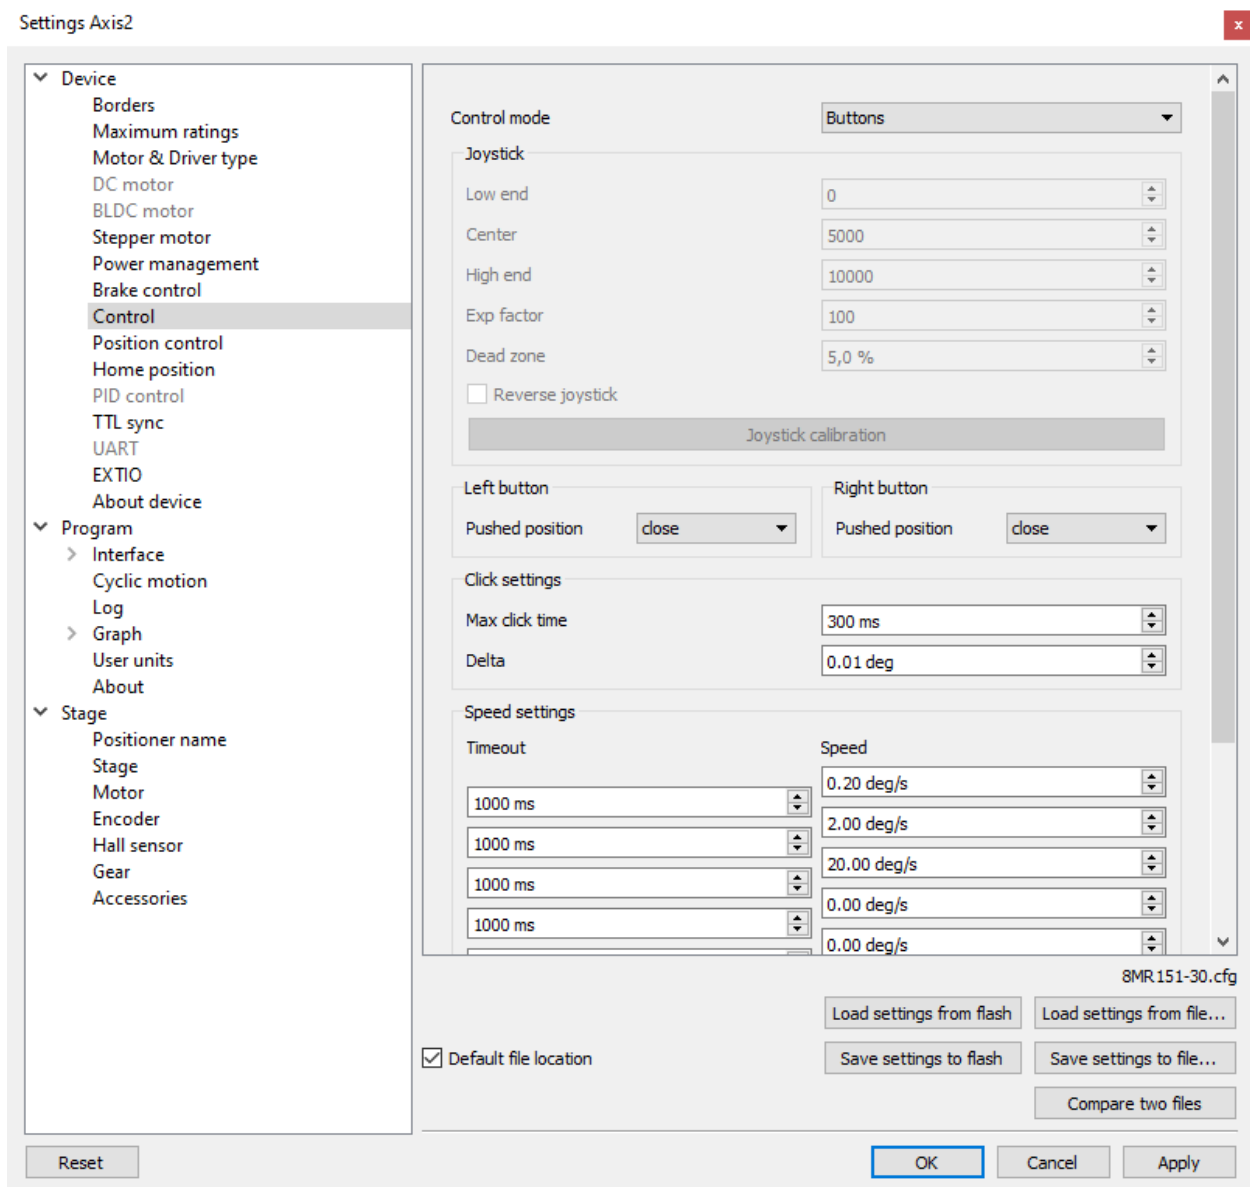 Settings Axis2
x
Device
Borders
Maximum ratings
Motor & Driver type
DC motor
BLDC motor
Stepper motor
Power management
Brake control
Control
Position control
Home position
PID control
TTL sync
UART
EXTIO
About device
Program
Interface
Cyclic motion
Log
Graph
User units
About
Stage
Positioner name
Stage
Motor
Encoder
Hall sensor
Gear
Accessories
Control mode Buttons
Joystick
Low end 0
Center 5000
High end 10000
Exp factor 100
Dead zone 5,0 %
Reverse joystick
Joystick calibration
Left button
Pushed position close
Right button
Pushed position close
Click settings
Max click time 300 ms
Delta 0.01 deg
Speed settings
Timeout Speed
0.20 deg/s
1000 ms
2.00 deg/s
1000 ms
20.00 deg/s
1000 ms
0.00 deg/s
1000 ms
0.00 deg/s
8MR151-30.cfg
Load settings from flash Load settings from file...
Default file location Save settings to flash Save settings to file...
Compare two files
Reset OK Cancel Apply